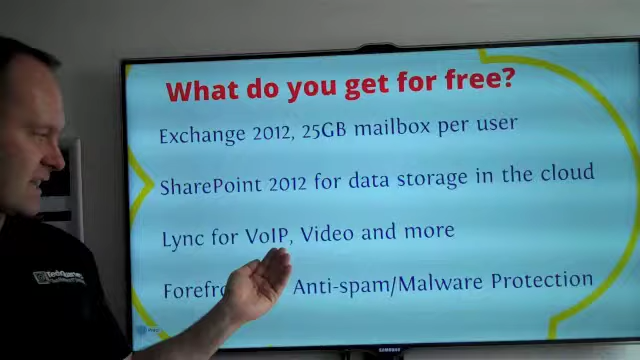 What do you get for free?
Exchange 2012, 25GB mailbox per user
SharePoint 2012 for data storage in the cloud
Lync for VoIP, Video and more
Anti-spam/Malware Protection
SAMSUNG